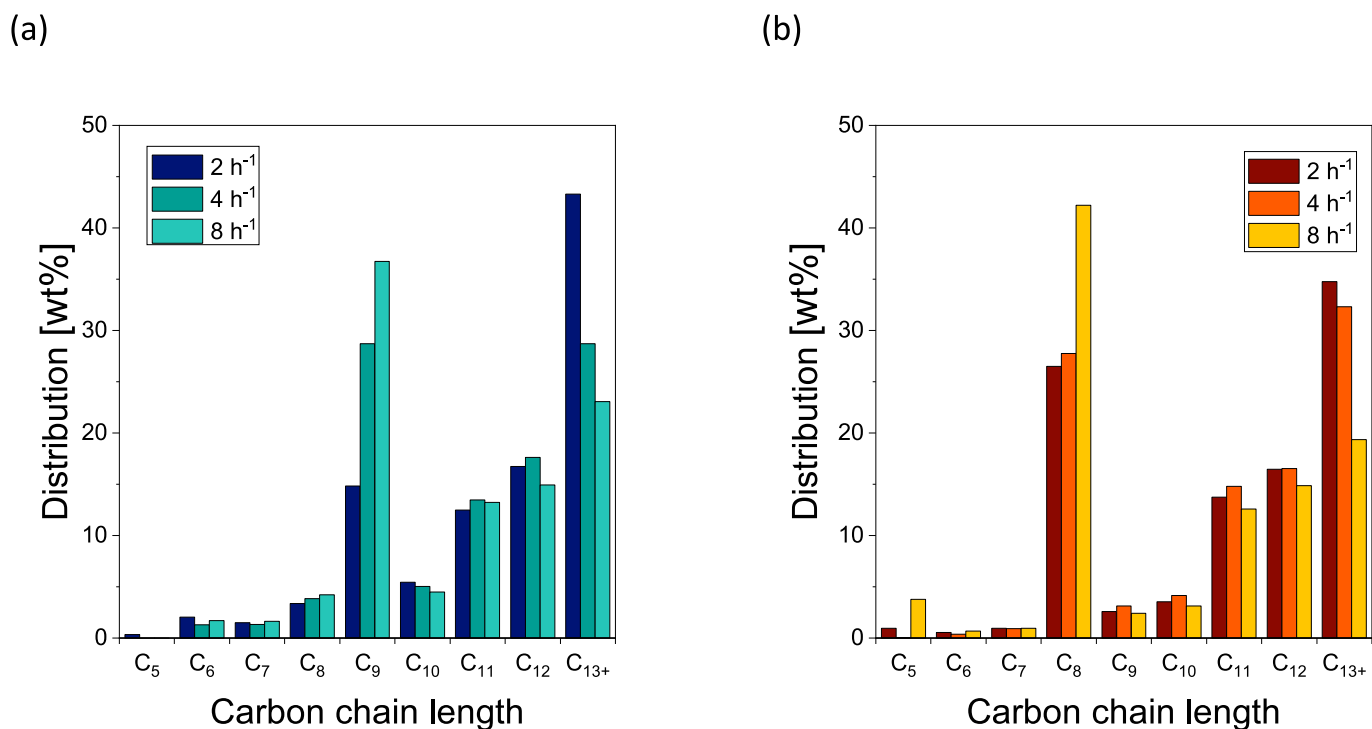 (a)
50
40
30
20
10
0
Distribution [wt%]
2 h⁻¹
4 h⁻¹
8 h⁻¹
C₅ C₆ C₇ C₈ C₉ C₁₀ C₁₁ C₁₂ C₁₃₊
Carbon chain length
(b)
50
40
30
20
10
0
Distribution [wt%]
2 h⁻¹
4 h⁻¹
8 h⁻¹
C₅ C₆ C₇ C₈ C₉ C₁₀ C₁₁ C₁₂ C₁₃₊
Carbon chain length